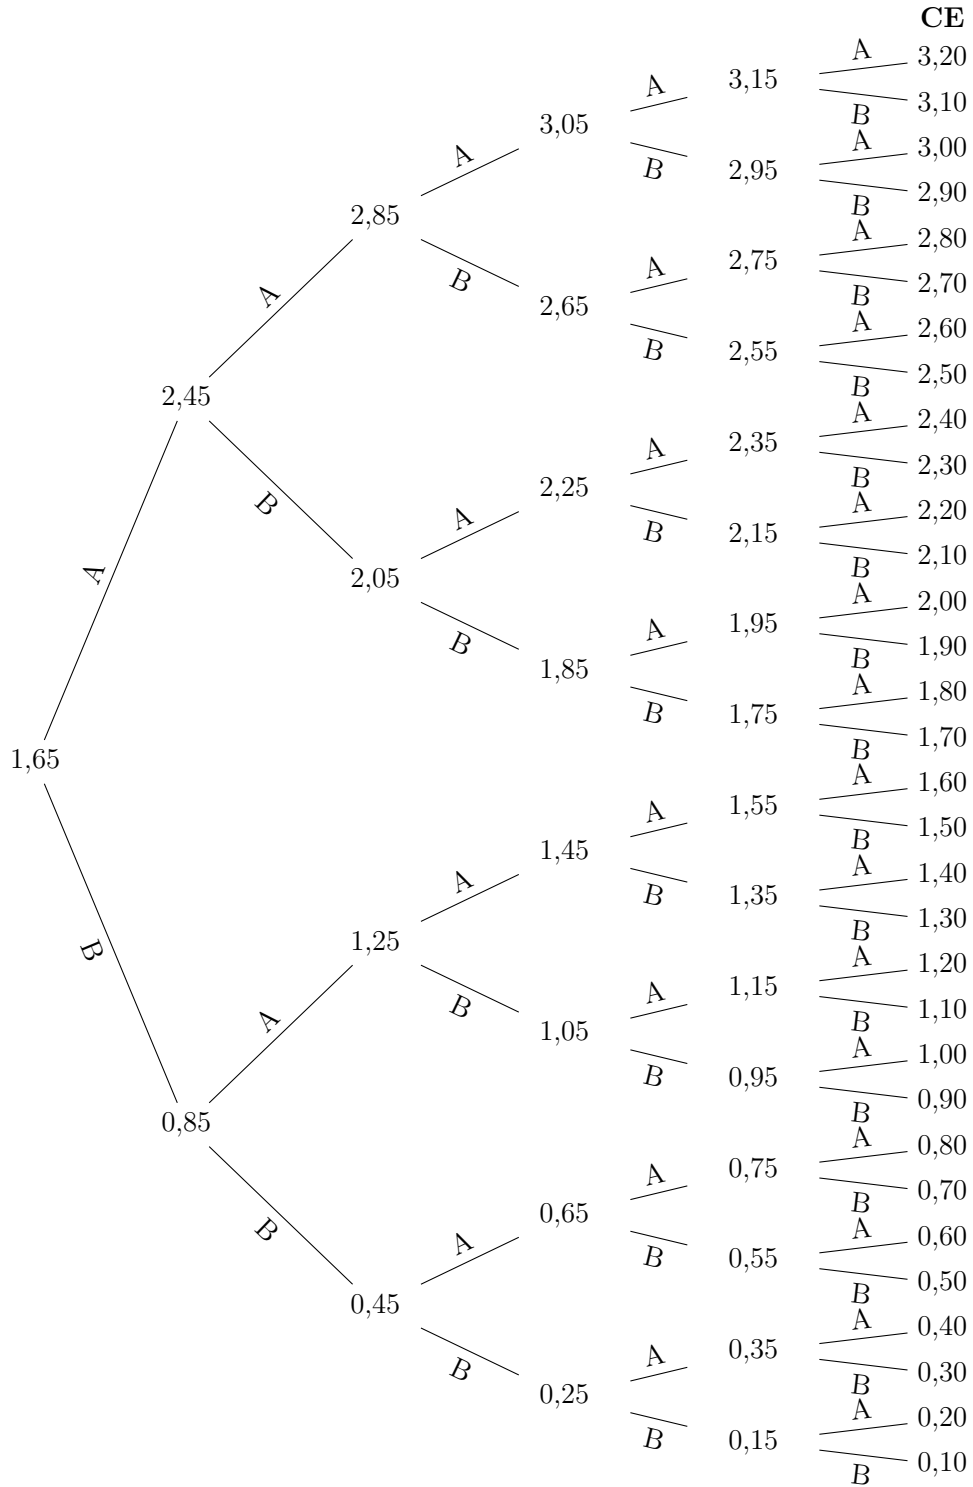 CE
A 3,20
3,15
A
3,05
B 3,10
A 3,00
B 2,95
A
B 2,90
2,85
A 2,80
A 2,75
B
B 2,70
2,65
A
A 2,60
B 2,55
B 2,50
2,45
A 2,40
A 2,35
2,25
B 2,30
B
A
A 2,20
B 2,15
B 2,10
2,05
A
A 2,00
A 1,95
B
B 1,90
1,85
A 1,80
B 1,75
B 1,70
1,65
A 1,60
A 1,55
1,45
B 1,50
A
A 1,40
B 1,35
B 1,30
1,25
B
A 1,20
A 1,15
B
B 1,10
1,05
A
A 1,00
B 0,95
B 0,90
0,85
A 0,80
A 0,75
0,65
B 0,70
B
A
A 0,60
B 0,55
B 0,50
0,45
A 0,40
A 0,35
B
B 0,30
0,25
A 0,20
B 0,15
B 0,10